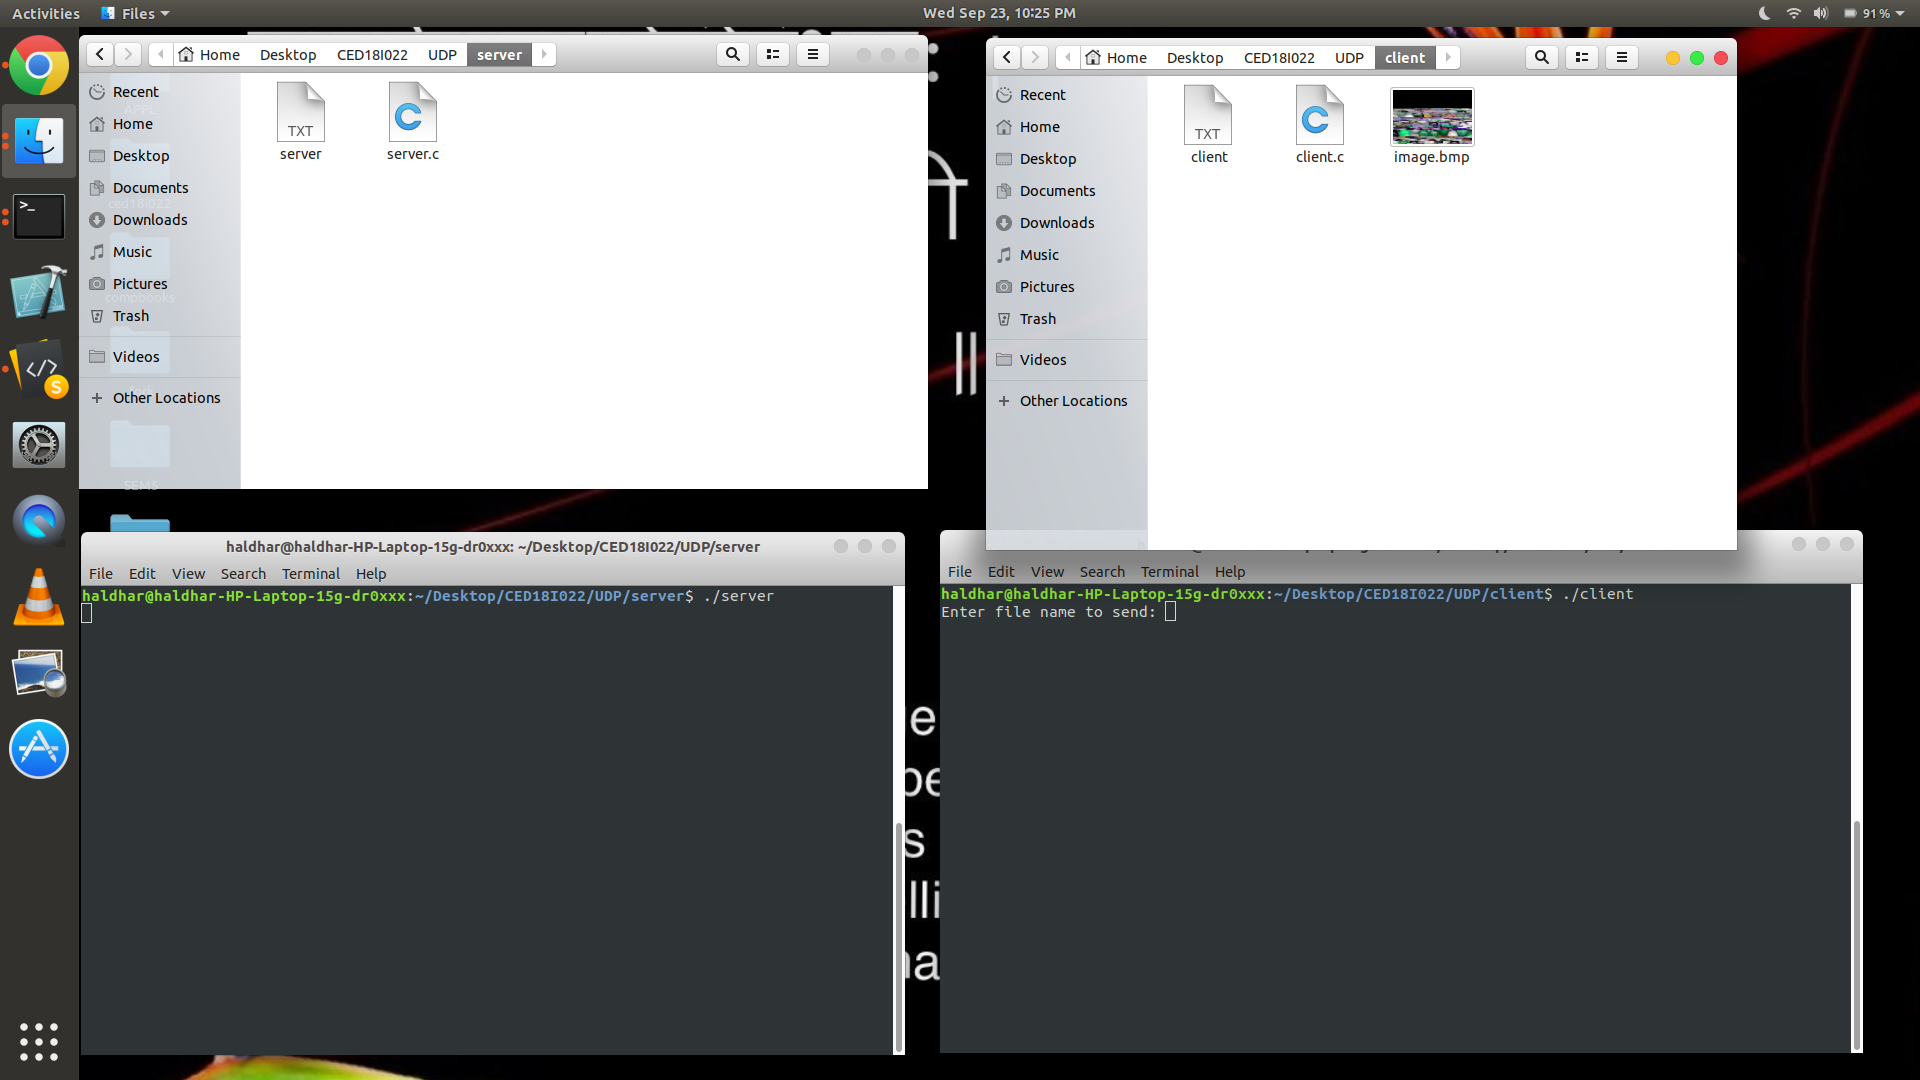 Activities Files Wed Sep 23, 10:25 PM 91%
Home Desktop CED18I022 UDP server
Recent
Home
Desktop
Documents
ced18i022
Downloads
Music
Pictures
compbooks
Trash
Videos
Other Locations
SEMS
TXT
server
C
server.c
Home Desktop CED18I022 UDP client
Recent
Home
Desktop
Documents
Downloads
Music
Pictures
Trash
Videos
Other Locations
TXT
client
C
client.c
image.bmp
haldhar@haldhar-HP-Laptop-15g-dr0xxx: ~/Desktop/CED18I022/UDP/server
File Edit View Search Terminal Help
haldhar@haldhar-HP-Laptop-15g-dr0xxx:~/Desktop/CED18I022/UDP/server$ ./server
File Edit View Search Terminal Help
haldhar@haldhar-HP-Laptop-15g-dr0xxx:~/Desktop/CED18I022/UDP/client$ ./client
Enter file name to send: